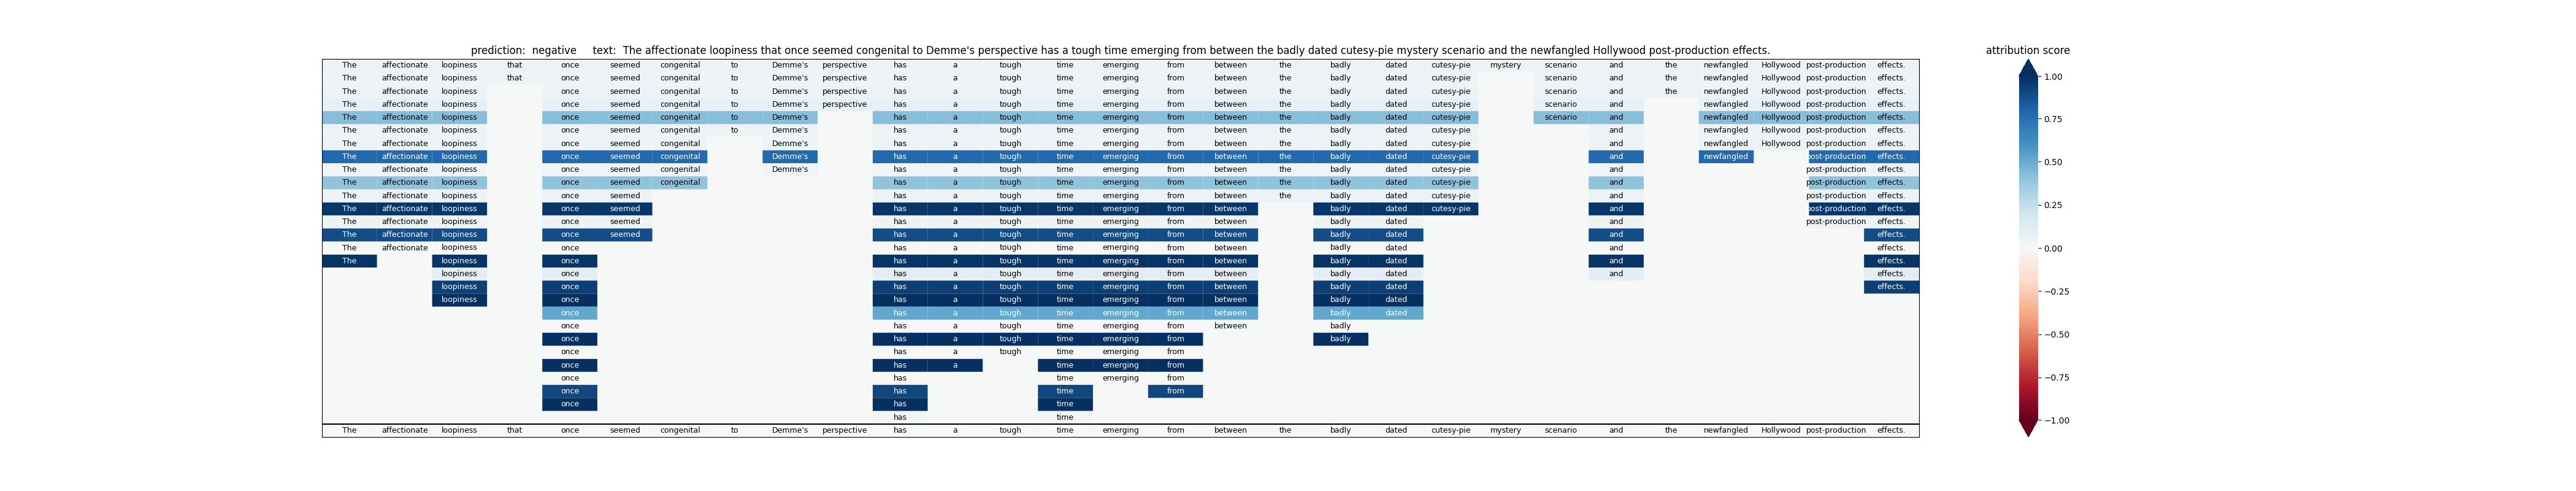 prediction: negative text: The affectionate loopiness that once seemed congenital to Demme's perspective has a tough time emerging from between the badly dated cutesy-pie mystery scenario and the newfangled Hollywood post-production effects.
attribution score
The affectionate loopiness that once seemed congenital to Demme's perspective has a tough time emerging from between the badly dated cutesy-pie mystery scenario and the newfangled Hollywood post-production effects.
The affectionate loopiness that once seemed congenital to Demme's perspective has a tough time emerging from between the badly dated cutesy-pie scenario and the newfangled Hollywood post-production effects.
The affectionate loopiness once seemed congenital to Demme's perspective has a tough time emerging from between the badly dated cutesy-pie scenario and the newfangled Hollywood post-production effects.
The affectionate loopiness once seemed congenital to Demme's perspective has a tough time emerging from between the badly dated cutesy-pie scenario and newfangled Hollywood post-production effects.
The affectionate loopiness once seemed congenital to Demme's has a tough time emerging from between the badly dated cutesy-pie scenario and newfangled Hollywood post-production effects.
The affectionate loopiness once seemed congenital to Demme's has a tough time emerging from between the badly dated cutesy-pie and newfangled Hollywood post-production effects.
The affectionate loopiness once seemed congenital Demme's has a tough time emerging from between the badly dated cutesy-pie and newfangled Hollywood post-production effects.
The affectionate loopiness once seemed congenital Demme's has a tough time emerging from between the badly dated cutesy-pie and newfangled post-production effects.
The affectionate loopiness once seemed congenital Demme's has a tough time emerging from between the badly dated cutesy-pie and post-production effects.
The affectionate loopiness once seemed congenital has a tough time emerging from between the badly dated cutesy-pie and post-production effects.
The affectionate loopiness once seemed has a tough time emerging from between the badly dated cutesy-pie and post-production effects.
The affectionate loopiness once seemed has a tough time emerging from between badly dated cutesy-pie and post-production effects.
The affectionate loopiness once seemed has a tough time emerging from between badly dated and post-production effects.
The affectionate loopiness once seemed has a tough time emerging from between badly dated and effects.
The affectionate loopiness once has a tough time emerging from between badly dated and effects.
The loopiness once has a tough time emerging from between badly dated and effects.
loopiness once has a tough time emerging from between badly dated and effects.
loopiness once has a tough time emerging from between badly dated effects.
loopiness once has a tough time emerging from between badly dated
once has a tough time emerging from between badly dated
once has a tough time emerging from between badly
once has a tough time emerging from badly
once has a tough time emerging from
once has a time emerging from
once has time emerging from
once has time from
once has time
has time
The affectionate loopiness that once seemed congenital to Demme's perspective has a tough time emerging from between the badly dated cutesy-pie mystery scenario and the newfangled Hollywood post-production effects.
1.00
0.75
0.50
0.25
0.00
−0.25
−0.50
−0.75
−1.00